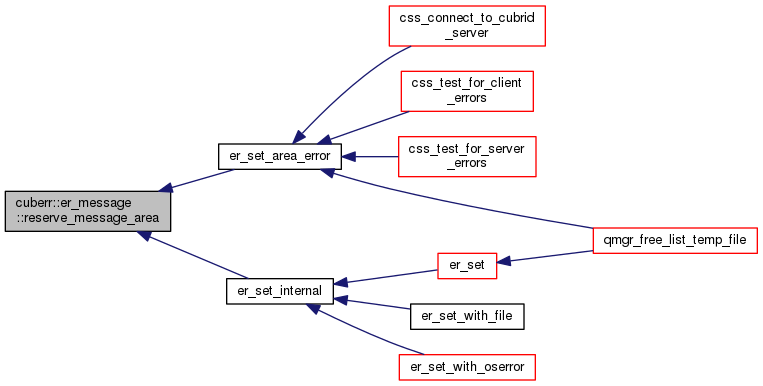 css_connect_to_cubrid
_server
css_test_for_client
_errors
css_test_for_server
_errors
er_set_area_error
cuberr::er_message
::reserve_message_area
qmgr_free_list_temp_file
er_set
er_set_internal
er_set_with_file
er_set_with_oserror